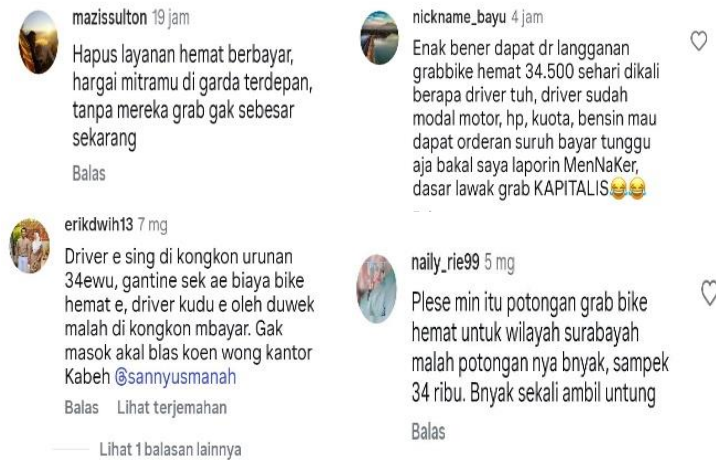 mazissulton 19 jam
Hapus layanan hemat berbayar,
hargai mitramu di garda terdepan,
tanpa mereka grab gak sebesar
sekarang
Balas
nickname_bayu 4 jam
Enak bener dapat dr langganan
grabbike hemat 34.500 sehari dikali
berapa driver tuh, driver sudah
modal motor, hp, kuota, bensin mau
dapat orderan suruh bayar tunggu
aja bakal saya laporin MenNaKer,
dasar lawak grab KAPITALIS😂😂
erikdwih13 7 mg
Driver e sing di kongkon urunan
34ewu, gantine sek ae biaya bike
hemat e, driver kudu e oleh duwek
malah di kongkon mbayar. Gak
masok akal blas koen wong kantor
Kabeh @sannyusmanah
Balas Lihat terjemahan
Lihat 1 balasan lainnya
naily_rie99 5 mg
Plese min itu potongan grab bike
hemat untuk wilayah surabayah
malah potongan nya bnyak, sampek
34 ribu. Bnyak sekali ambil untung
Balas